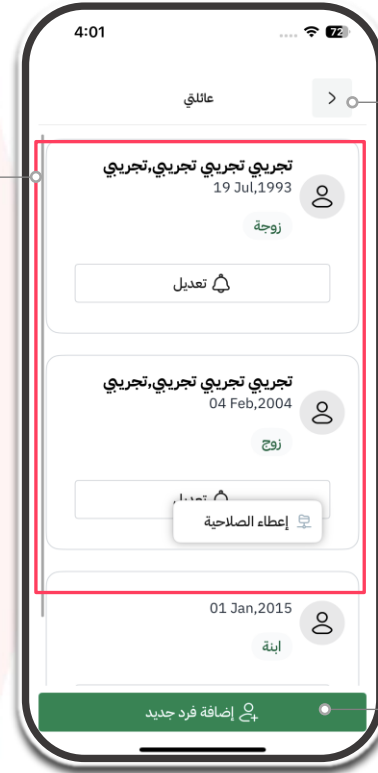 4:01
72
عائلتي
تجريبي تجريبي تجريبي,تجريبي
19 Jul,1993
زوجة
تعديل
تجريبي تجريبي تجريبي,تجريبي
04 Feb,2004
زوج
تعديل
إعطاء الصلاحية
01 Jan,2015
ابنة
إضافة فرد جديد